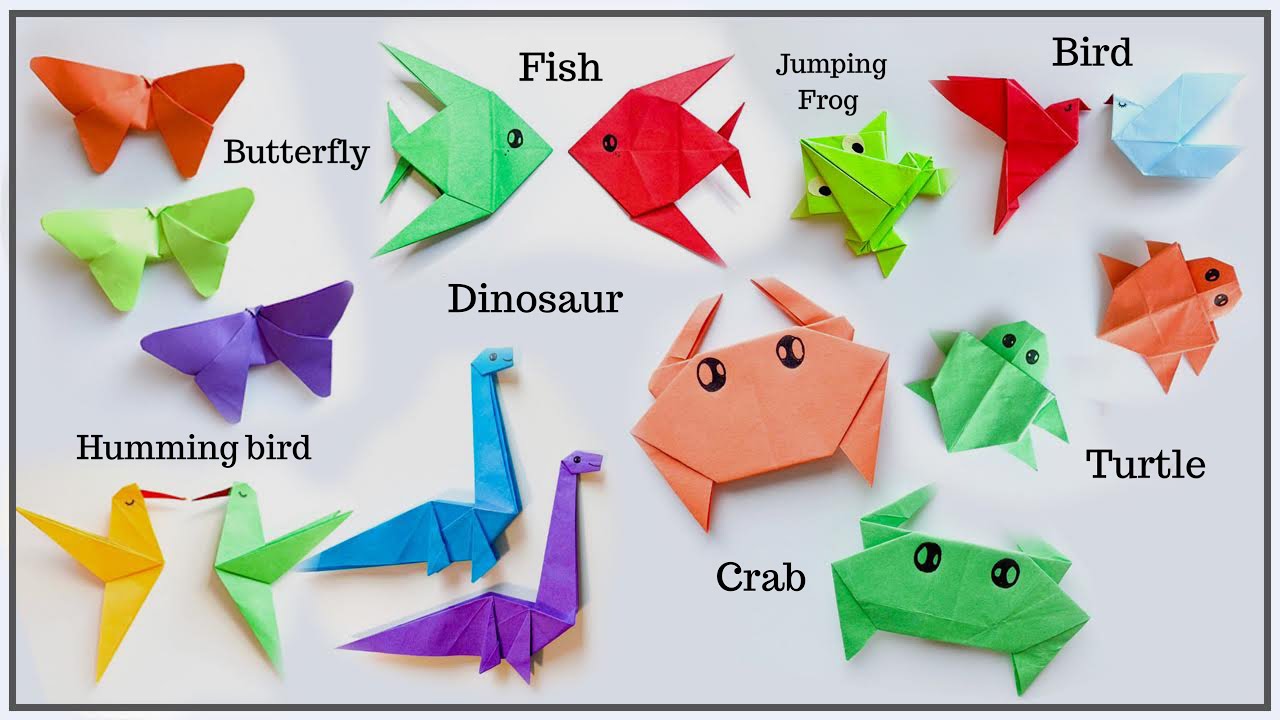 Fish
Jumping
Frog
Bird
Butterfly
Dinosaur
Humming bird
Turtle
Crab